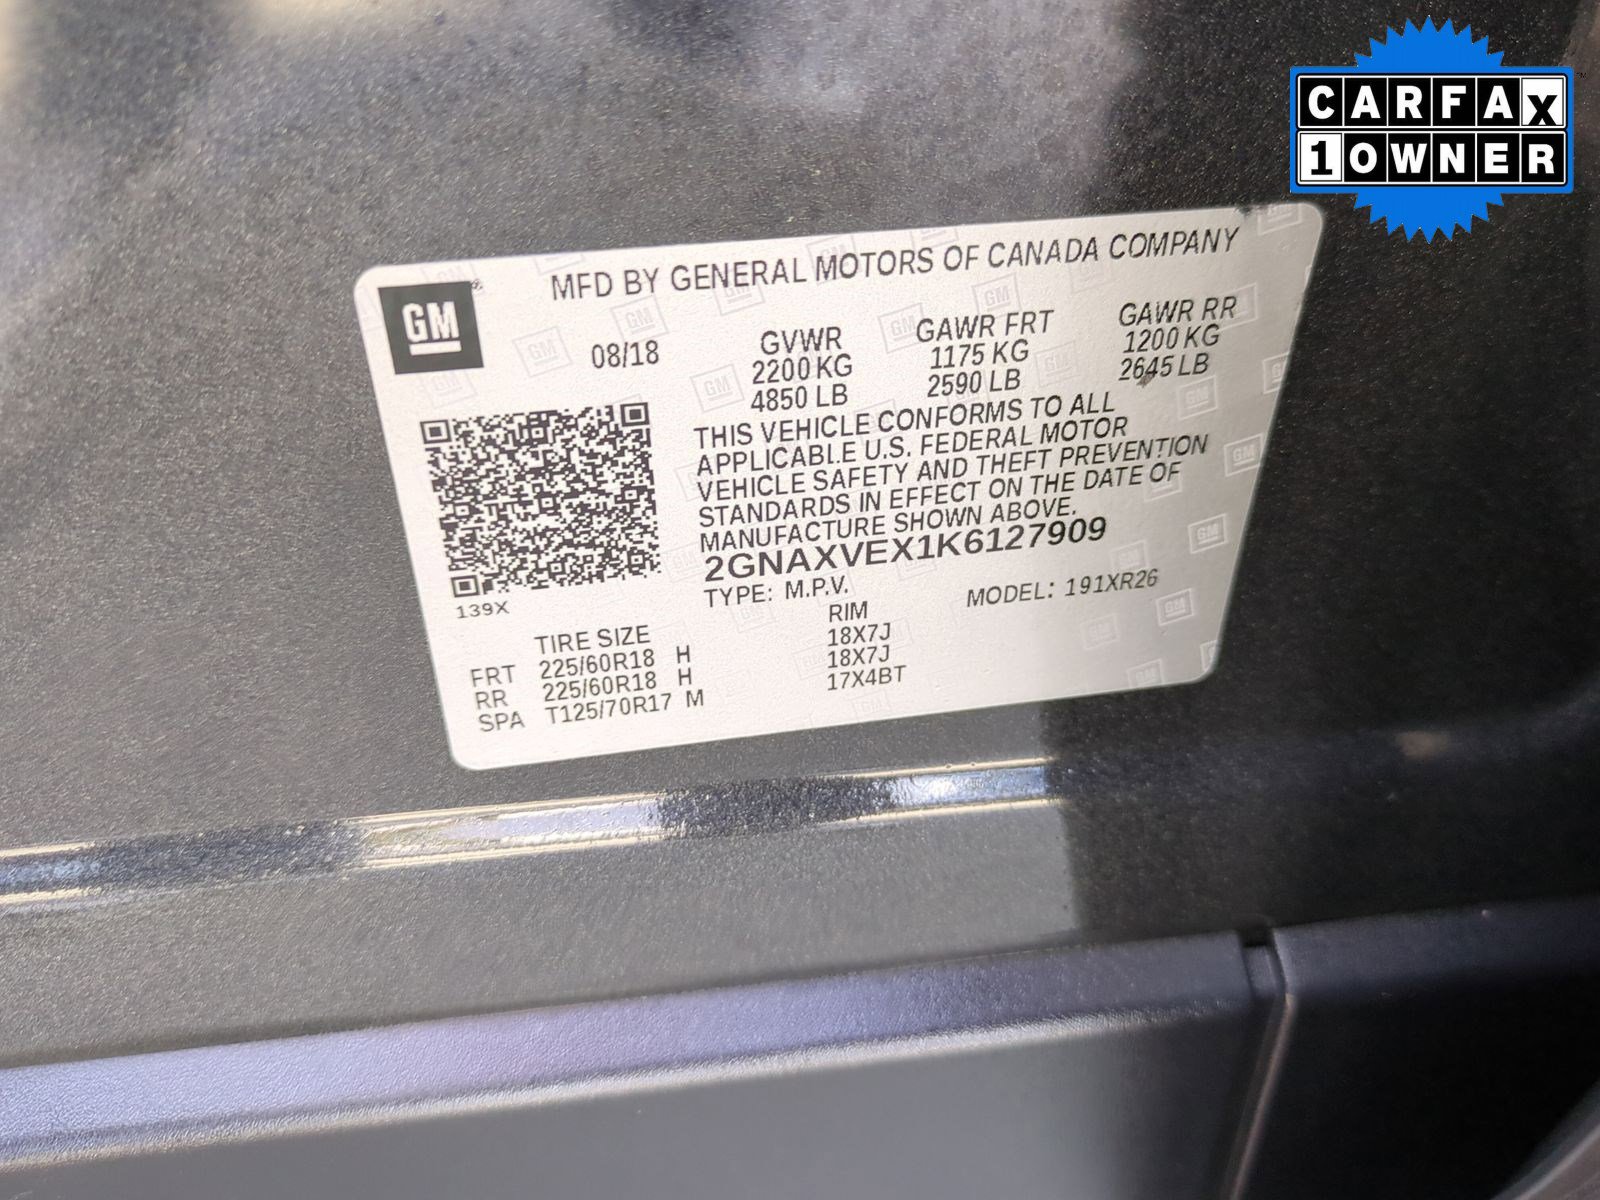 CARFAX
1 OWNER
GM
MFD BY GENERAL MOTORS OF CANADA COMPANY
08/18
GVWR
2200 KG
4850 LB
GAWR FRT
1175 KG
2590 LB
GAWR RR
1200 KG
2645 LB
THIS VEHICLE CONFORMS TO ALL
APPLICABLE U.S. FEDERAL MOTOR
VEHICLE SAFETY AND THEFT PREVENTION
STANDARDS IN EFFECT ON THE DATE OF
MANUFACTURE SHOWN ABOVE.
2GNAXVEX1K6127909
TYPE: M.P.V. MODEL: 191XR26
139X
TIRE SIZE RIM
FRT 225/60R18 H 18X7J
RR 225/60R18 H 18X7J
SPA T125/70R17 M 17X4BT